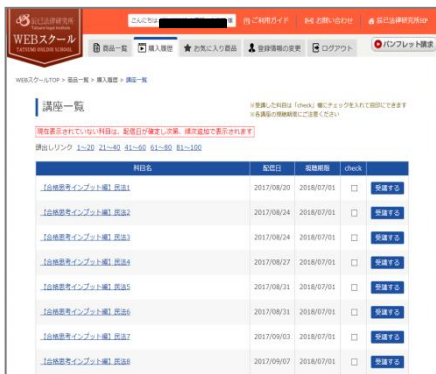 辰已法律研究所
Tatsumi legal institute
こんにちは、 様
ご利用ガイド
お問い合わせ
辰已法律研究所HP
WEBスクール
TATSUMI ONLINE SCHOOL
商品一覧
購入履歴
お気に入り商品
登録情報の変更
ログアウト
パンフレット請求
WEBスクールTOP > 商品一覧 > 購入履歴 > 講座一覧
講座一覧
※受講した科目は「check」欄にチェックを入れて目印にできます
※各講座の視聴期限にご注意ください
現在表示されていない科目は、配信日が確定し次第、順次追加で表示されます
頭出しリンク 1～20 21～40 41～60 61～80 81～100
科目名 配信日 視聴期限 check
【合格思考インプット編】民法1 2017/08/20 2018/07/01 受講する
【合格思考インプット編】民法2 2017/08/24 2018/07/01 受講する
【合格思考インプット編】民法3 2017/08/24 2018/07/01 受講する
【合格思考インプット編】民法4 2017/08/27 2018/07/01 受講する
【合格思考インプット編】民法5 2017/08/31 2018/07/01 受講する
【合格思考インプット編】民法6 2017/08/31 2018/07/01 受講する
【合格思考インプット編】民法7 2017/09/03 2018/07/01 受講する
【合格思考インプット編】民法8 2017/09/07 2018/07/01 受講する